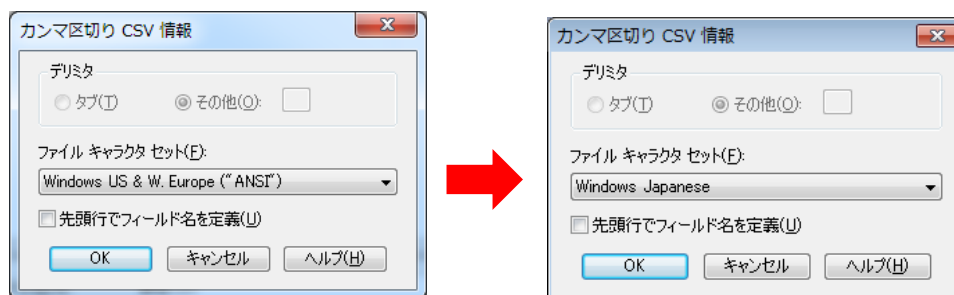 カンマ区切り CSV 情報
デリミタ
タブ(T)
その他(O):
ファイル キャラクタ セット(F):
Windows US & W. Europe ("ANSI")
先頭行でフィールド名を定義(U)
OK
キャンセル
ヘルプ(H)
カンマ区切り CSV 情報
デリミタ
タブ(T)
その他(O):
ファイル キャラクタ セット(F):
Windows Japanese
先頭行でフィールド名を定義(U)
OK
キャンセル
ヘルプ(H)